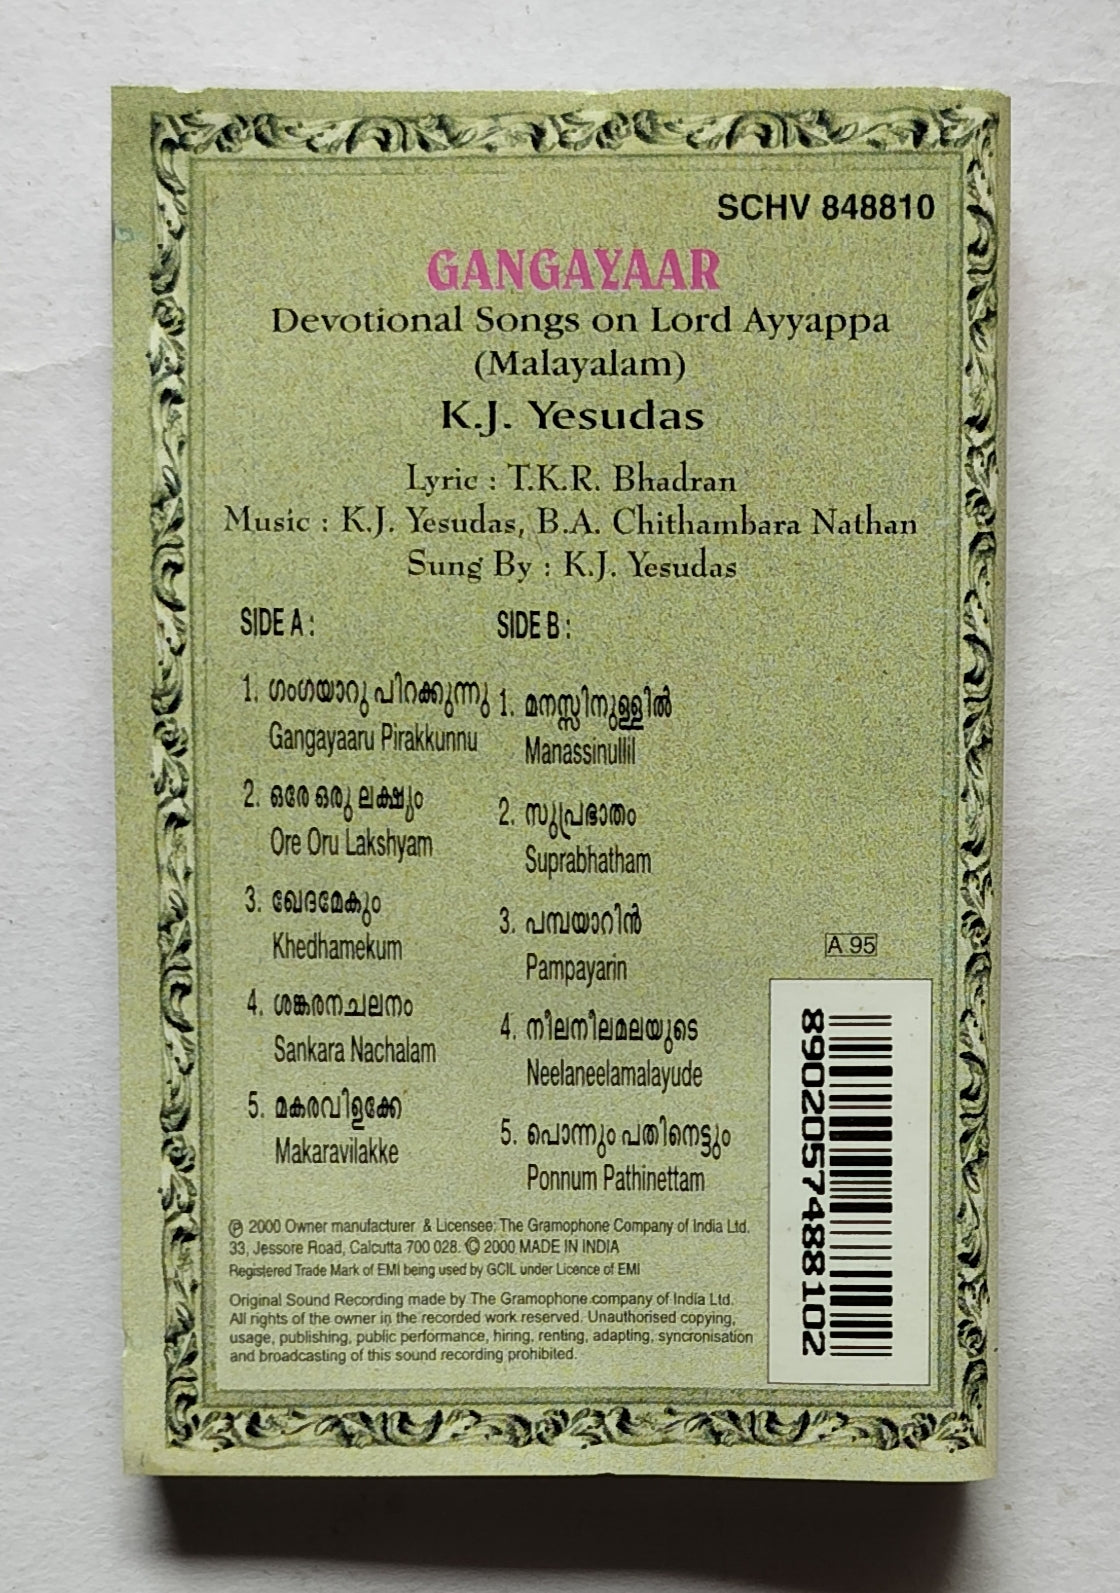 SCHV 848810
GANGAYAAR
Devotional Songs on Lord Ayyappa
(Malayalam)
K.J. Yesudas
Lyric : T.K.R. Bhadran
Music : K.J. Yesudas, B.A. Chithambara Nathan
Sung By : K.J. Yesudas
SIDE A :
1. ഗംഗയാറു പിറക്കുന്നു
Gangayaaru Pirakkunnu
2. ഒരേ ഒരു ലക്ഷ്യം
Ore Oru Lakshyam
3. ഖേദമേകും
Khedhamekum
4. ശങ്കരനചലനം
Sankara Nachalam
5. മകരവിളക്കേ
Makaravilakke
SIDE B :
1. മനസ്സിനുള്ളിൽ
Manassinullil
2. സുപ്രഭാതം
Suprabhatham
3. പമ്പയാറിൻ
Pampayarin
4. നീലനീലമലയുടെ
Neelaneelamalayude
5. പൊന്നും പതിനെട്ടും
Ponnum Pathinettam
A 95
8902057488102
℗ 2000 Owner manufacturer & Licensee: The Gramophone Company of India Ltd.
33, Jessore Road, Calcutta 700 028. © 2000 MADE IN INDIA
Registered Trade Mark of EMI being used by GCIL under Licence of EMI
Original Sound Recording made by The Gramophone company of India Ltd.
All rights of the owner in the recorded work reserved. Unauthorised copying,
usage, publishing, public performance, hiring, renting, adapting, syncronisation
and broadcasting of this sound recording prohibited.